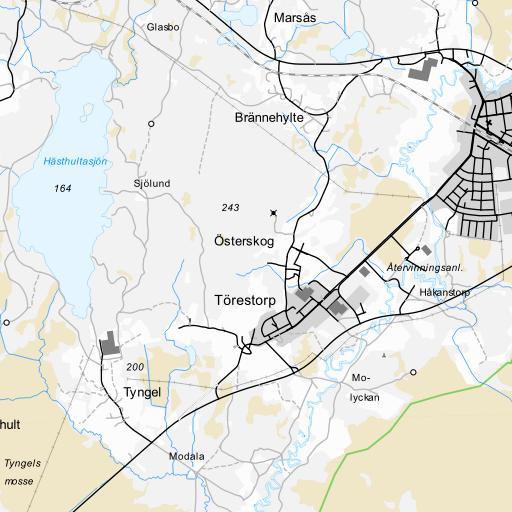 Marsås
Glasbo
Brännehylte
Hästhultasjön
164
Sjölund
243
Österskog
Återvinningsanl.
Håkanstorp
Törestorp
200
Mo-
lyckan
Tyngel
hult
Modala
Tyngels
mosse